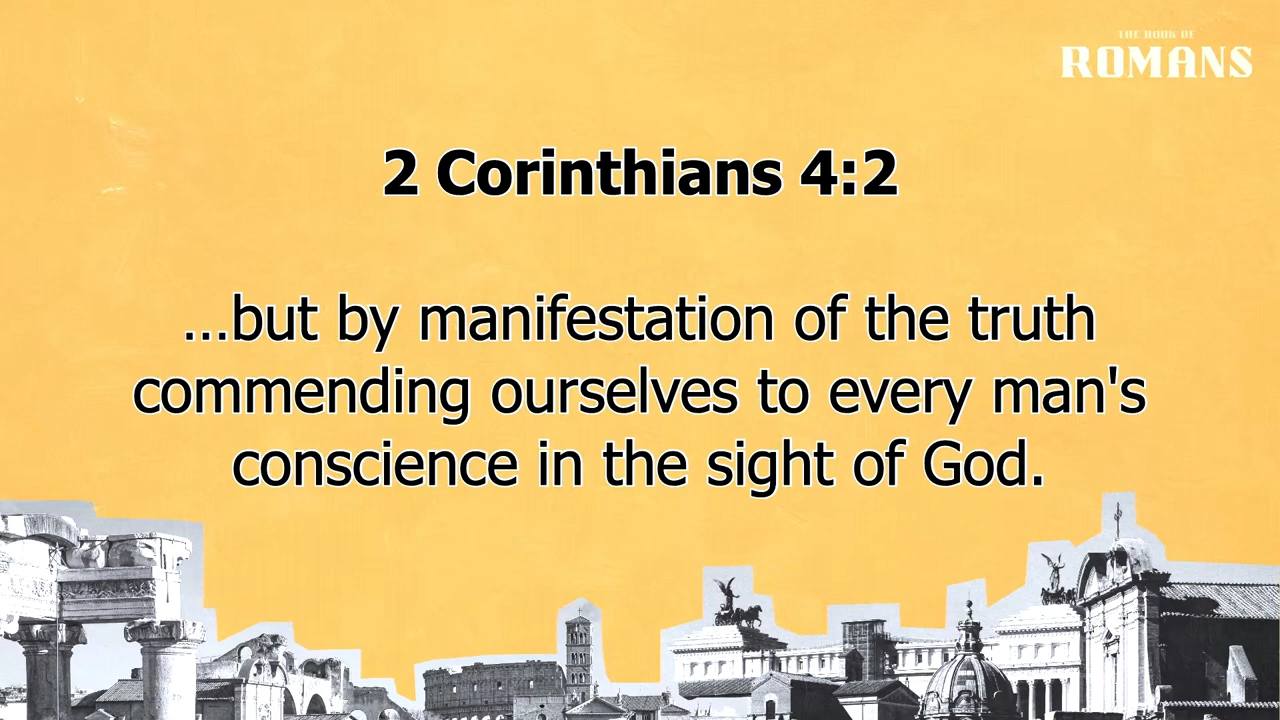 THE BOOK OF
ROMANS
2 Corinthians 4:2
...but by manifestation of the truth
commending ourselves to every man's
conscience in the sight of God.